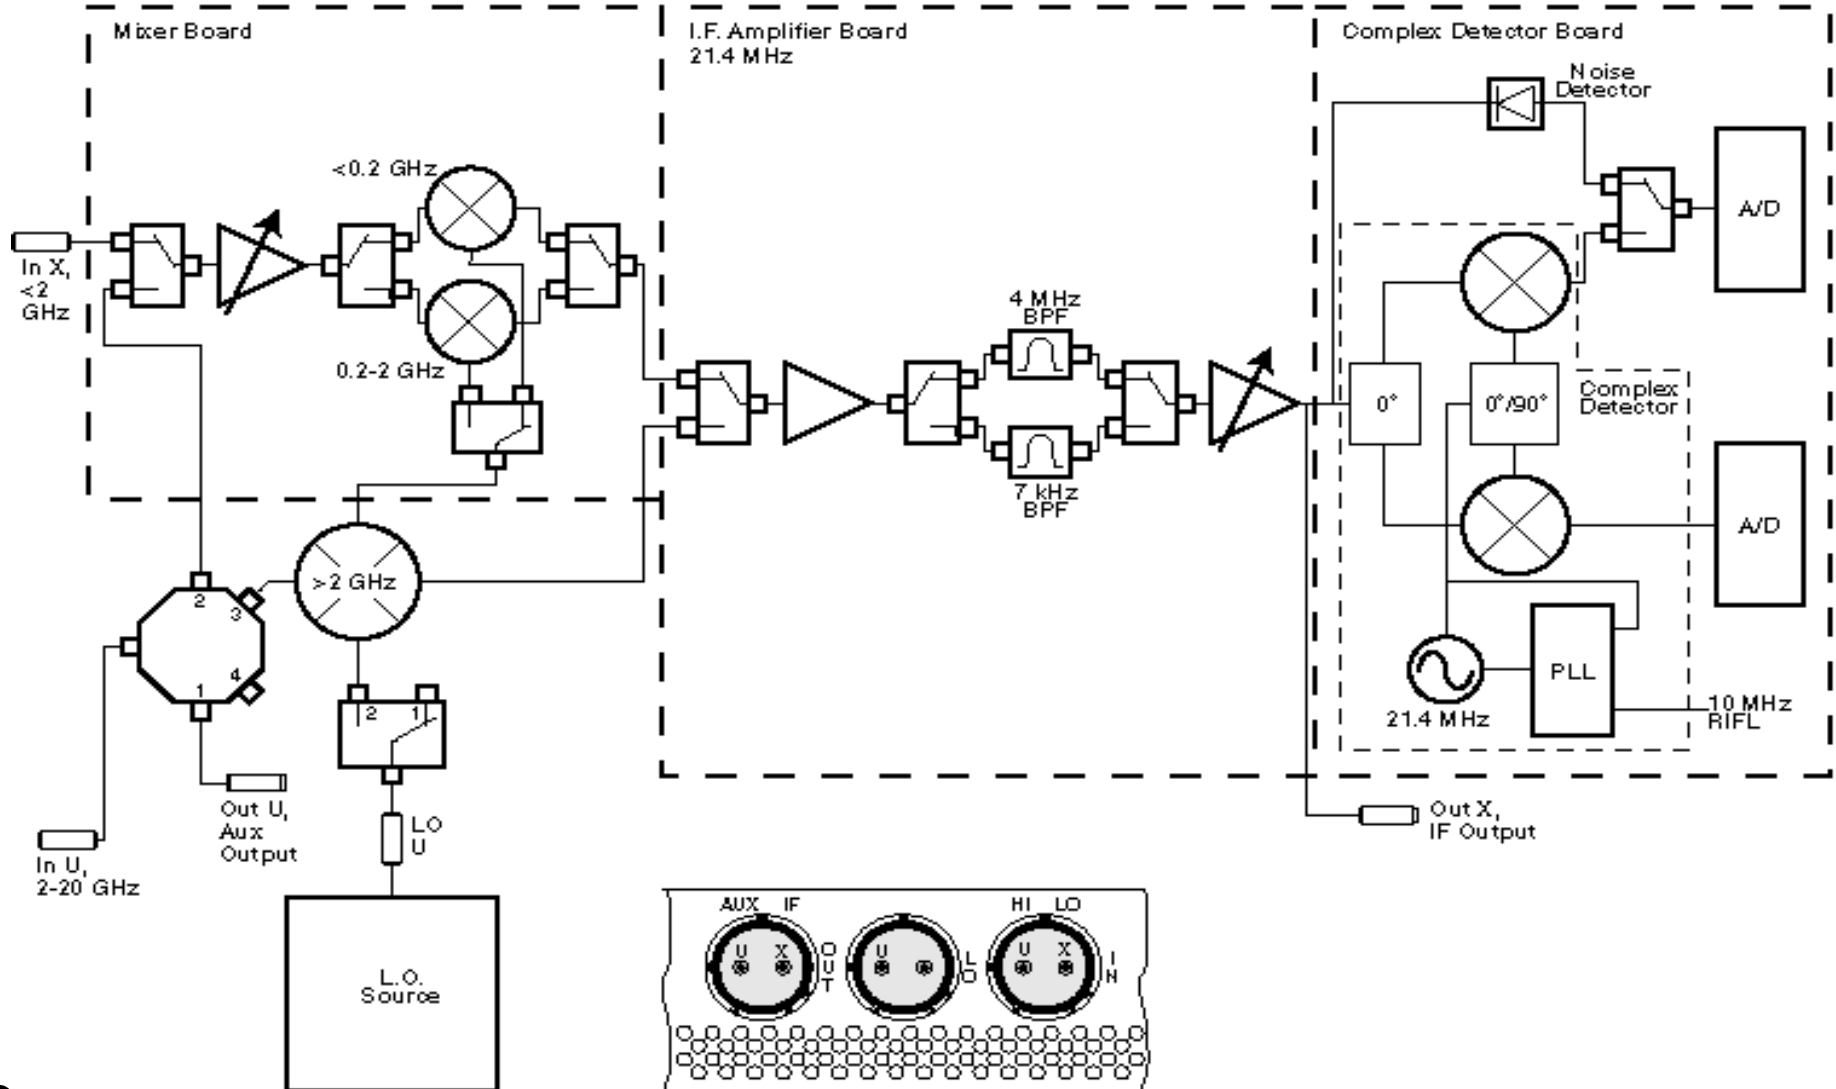 Mixer Board
I.F. Amplifier Board
21.4 MHz
Complex Detector Board
Noise
Detector
A/D
<0.2 GHz
In X,
<2
GHz
0.2-2 GHz
4 MHz
BPF
7 kHz
BPF
0°
0°/90°
Complex
Detector
A/D
>2 GHz
2
3
4
1
2
1
PLL
21.4 MHz
10 MHz
RIFL
Out U,
Aux
Output
LO
U
In U,
2-20 GHz
Out X,
IF Output
L.O.
Source
AUX IF
U X
OUT
U
LO
HI LO
U X
IN